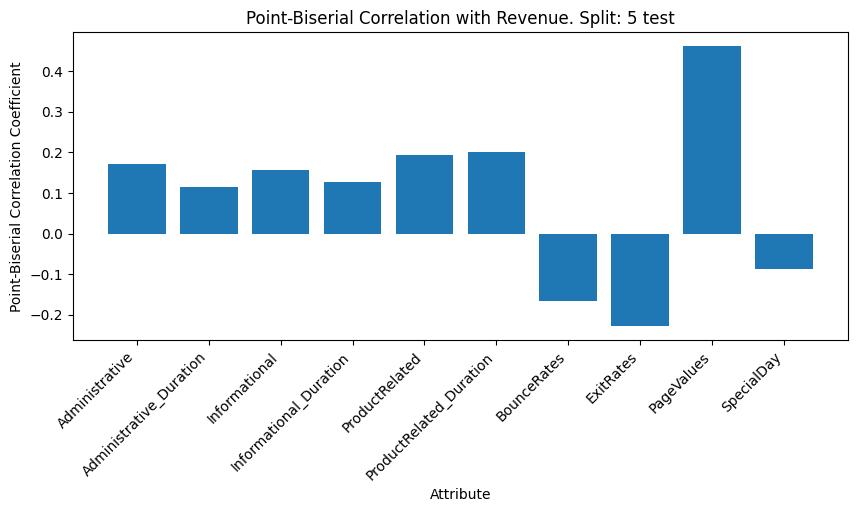 Point-Biserial Correlation with Revenue. Split: 5 test
Point-Biserial Correlation Coefficient
0.4
0.3
0.2
0.1
0.0
−0.1
−0.2
Administrative
Administrative_Duration
Informational
Informational_Duration
ProductRelated
ProductRelated_Duration
BounceRates
ExitRates
PageValues
SpecialDay
Attribute